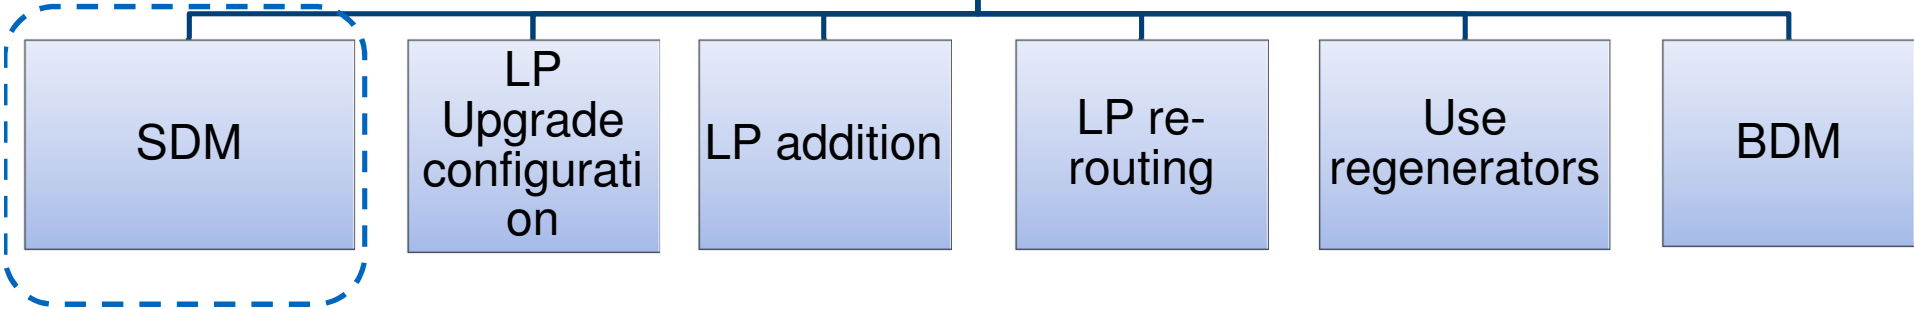 SDM
LP
Upgrade
configurati
on
LP addition
LP re-
routing
Use
regenerators
BDM